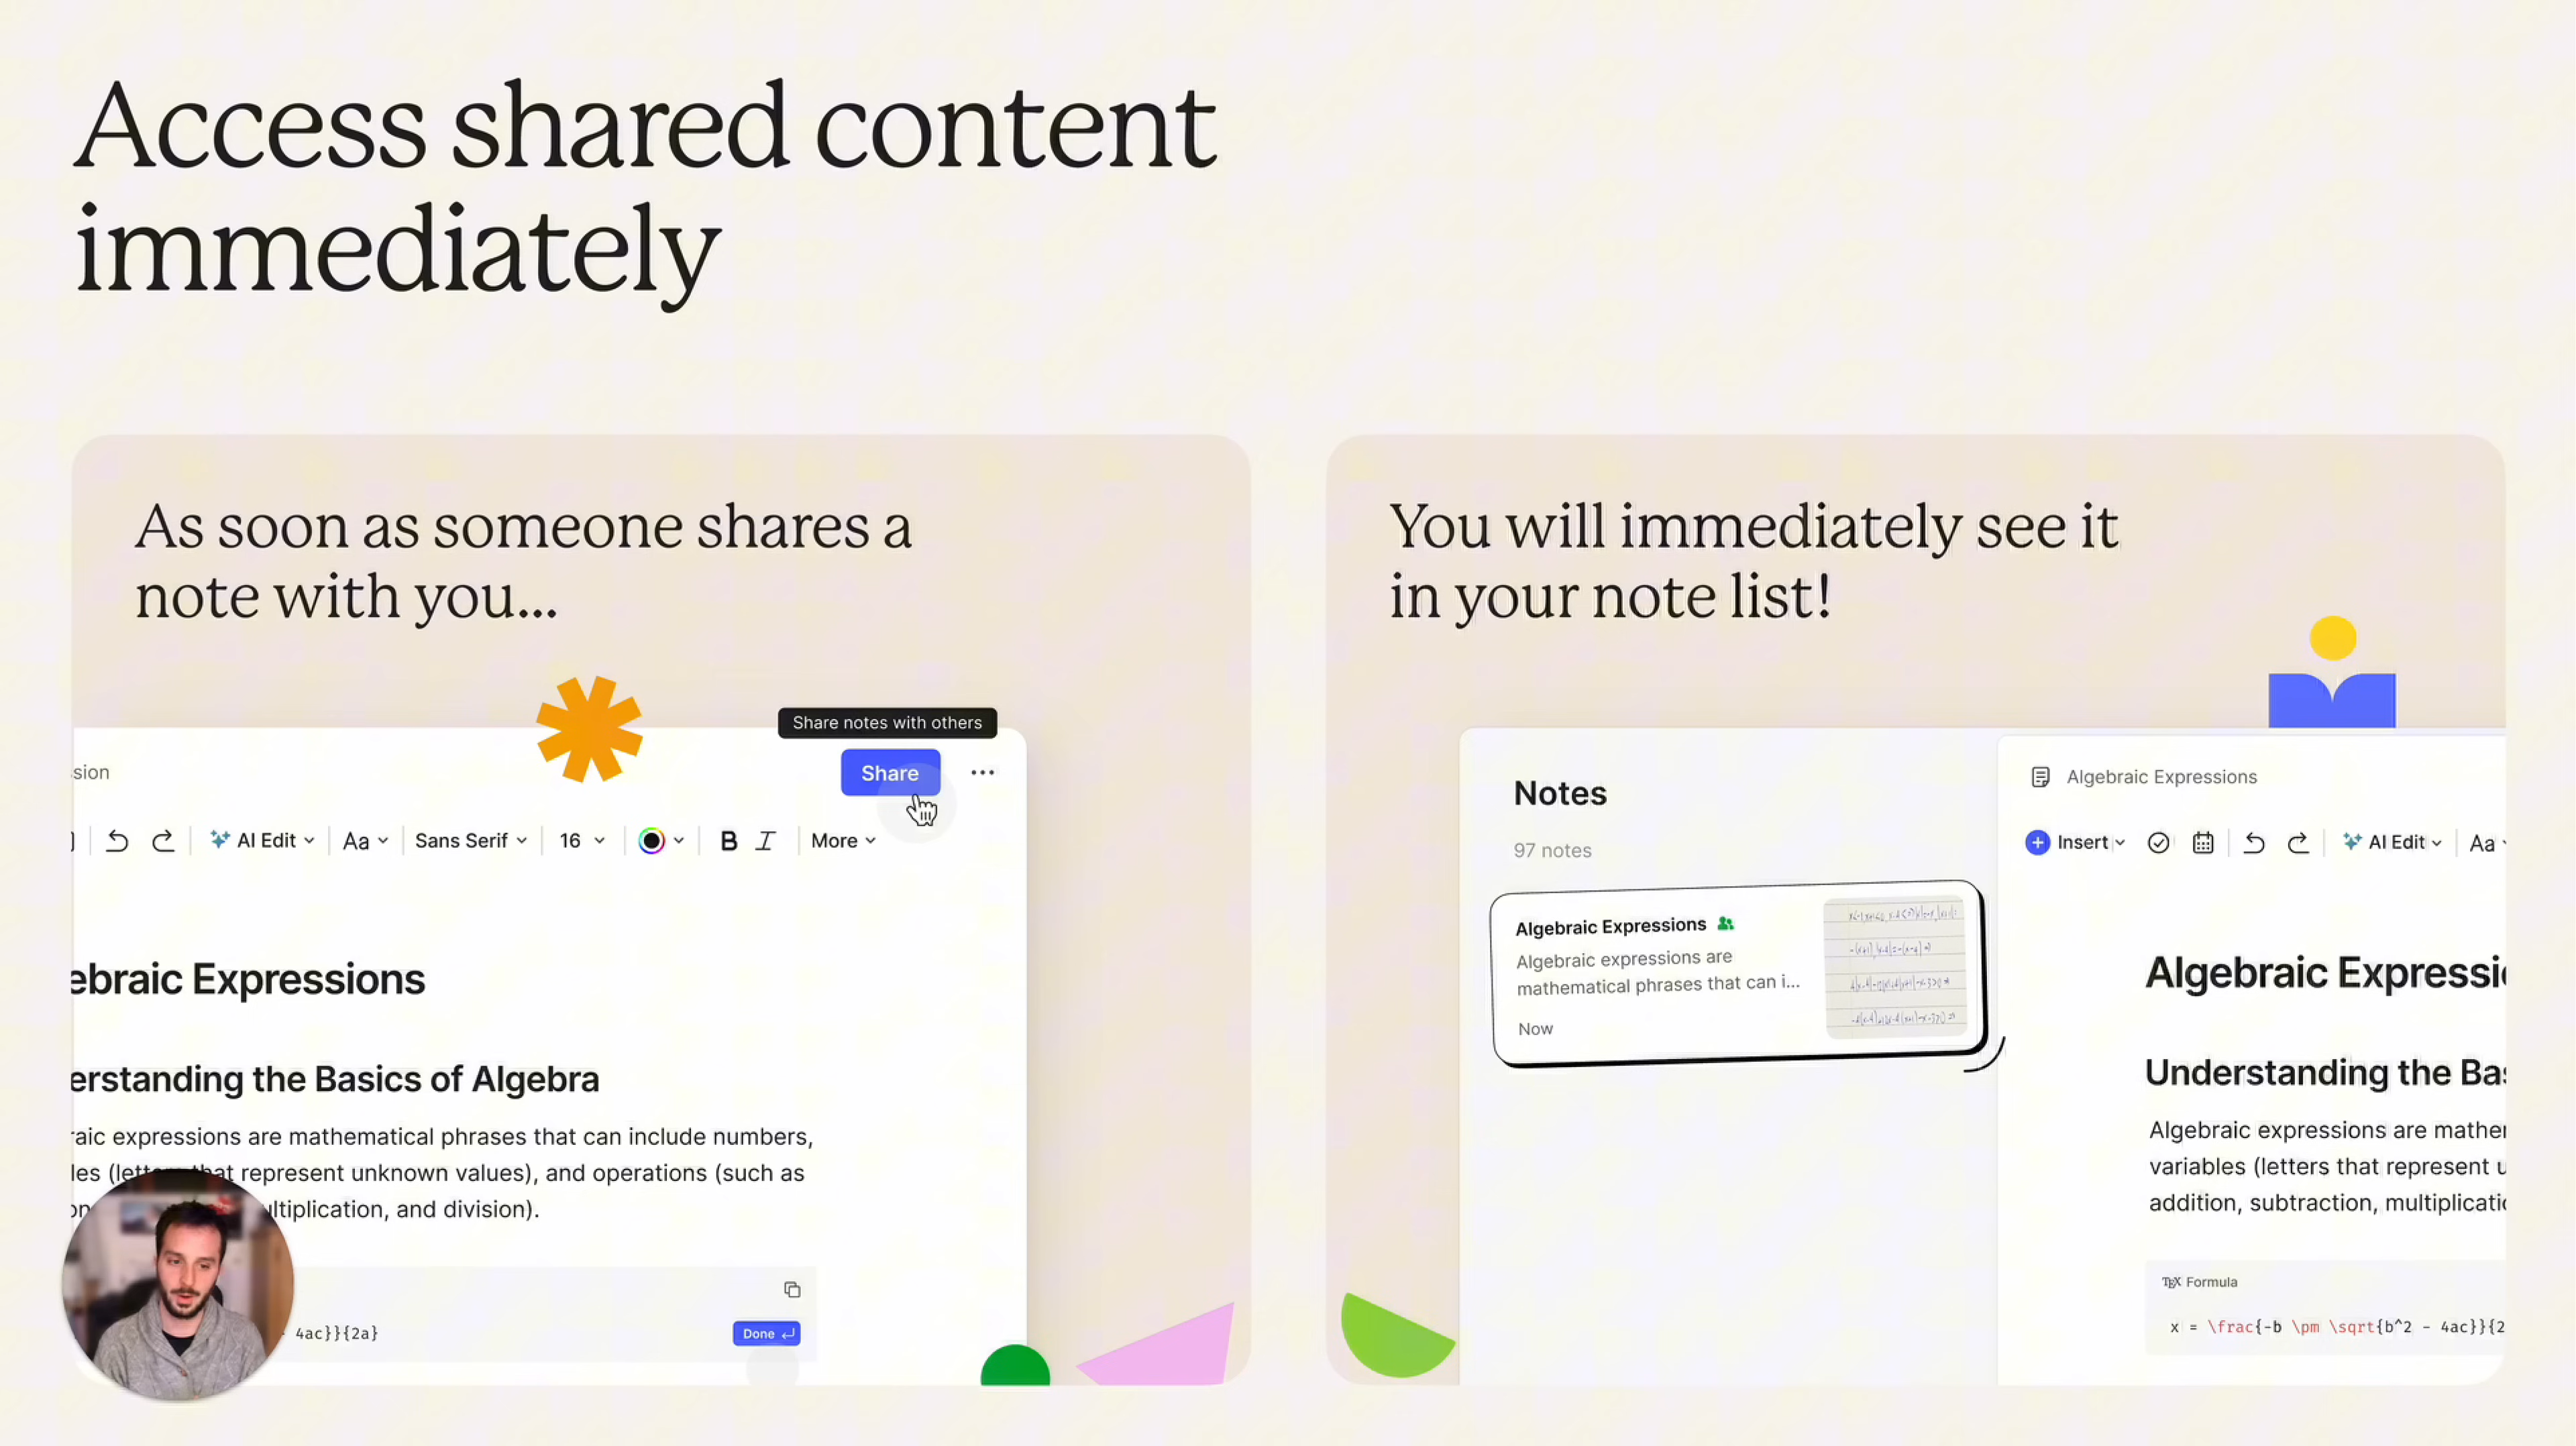 Access shared content
immediately
As soon as someone shares a
note with you...
Share notes with others
sion
Share
AI Edit
Aa
Sans Serif
16
B I
More
ebraic Expressions
erstanding the Basics of Algebra
raic expressions are mathematical phrases that can include numbers,
les (letters that represent unknown values), and operations (such as
ltiplication, and division).
4ac}}{2a}
Done
You will immediately see it
in your note list!
Notes
97 notes
Algebraic Expressions
Algebraic expressions are
mathematical phrases that can i...
Now
Algebraic Expressions
Insert
AI Edit
Aa
Algebraic Expressi
Understanding the Bas
Algebraic expressions are mathe
variables (letters that represent u
addition, subtraction, multiplicati
TEX Formula
x = \frac{-b \pm \sqrt{b^2 - 4ac}}{2